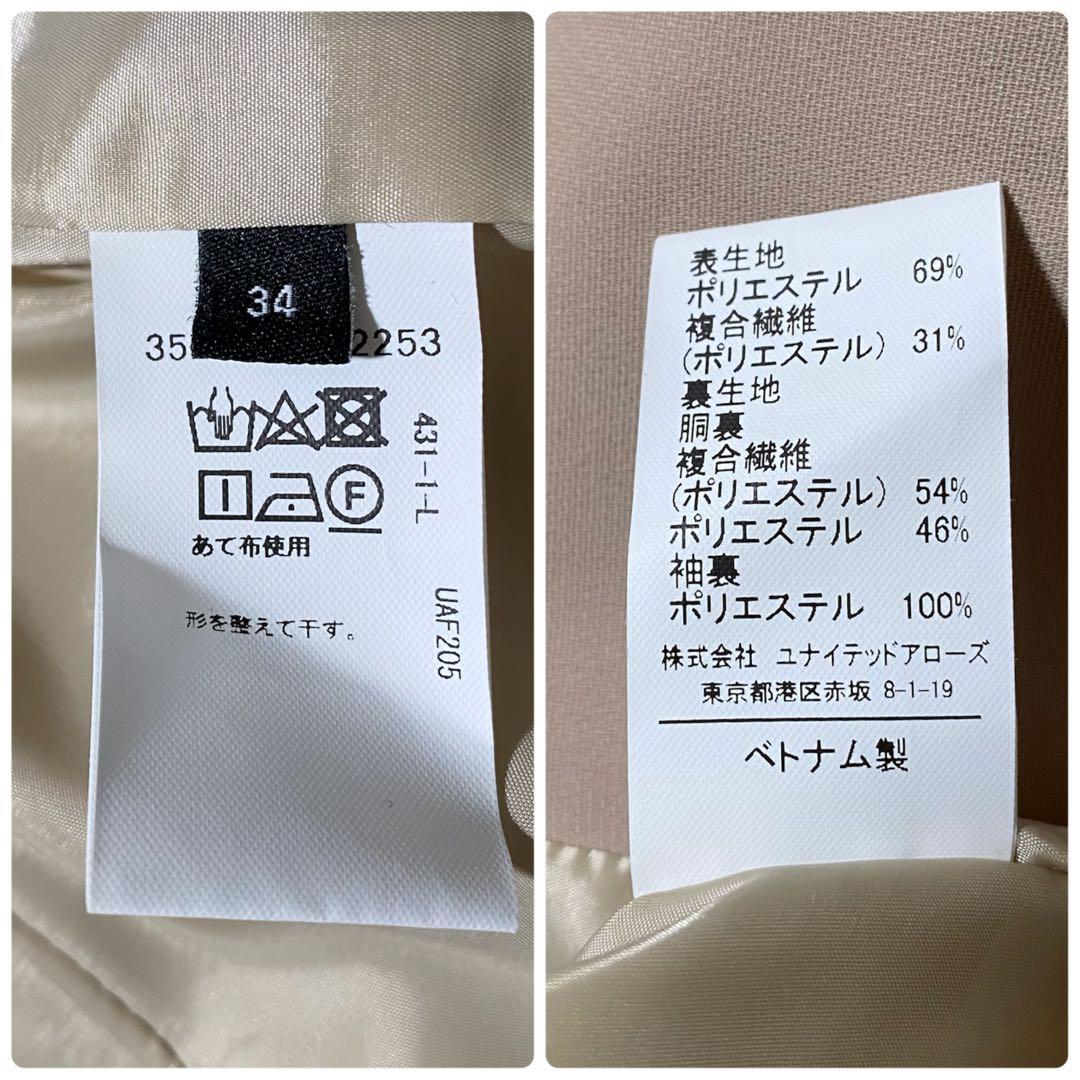 34
35 2253
F
あて布使用
形を整えて干す。
431-1-L
UAF205
表生地
ポリエステル 69%
複合繊維
(ポリエステル) 31%
裏生地
胴裏
複合繊維
(ポリエステル) 54%
ポリエステル 46%
袖裏
ポリエステル 100%
株式会社 ユナイテッドアローズ
東京都港区赤坂 8-1-19
ベトナム製